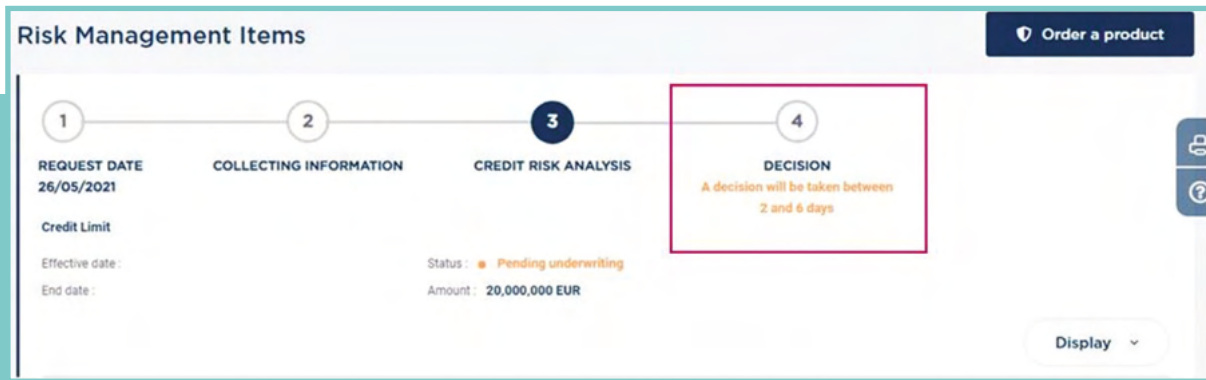 Risk Management Items
Order a product
1
2
3
4
REQUEST DATE
26/05/2021
COLLECTING INFORMATION
CREDIT RISK ANALYSIS
DECISION
A decision will be taken between
2 and 6 days
Credit Limit
Effective date :
Status : Pending underwriting
End date :
Amount : 20,000,000 EUR
Display